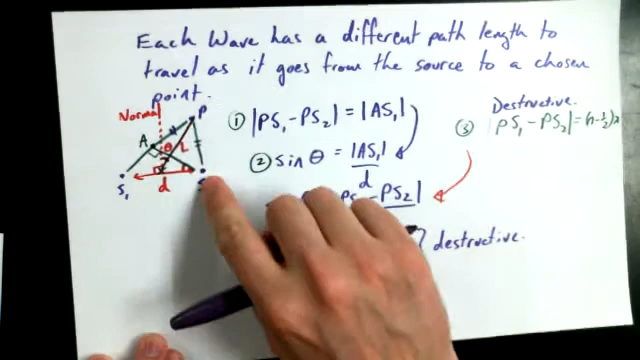 Each Wave has a different path length to
travel as it goes from the source to a chosen
point.
Normal
P
A
θ
L
S₁
d
① |PS₁-PS₂| = |AS₁|
② sin θ = |AS₁|
d
-PS₂|
destructive.
Destructive.
③ |PS₁-PS₂|=(n-½)λ